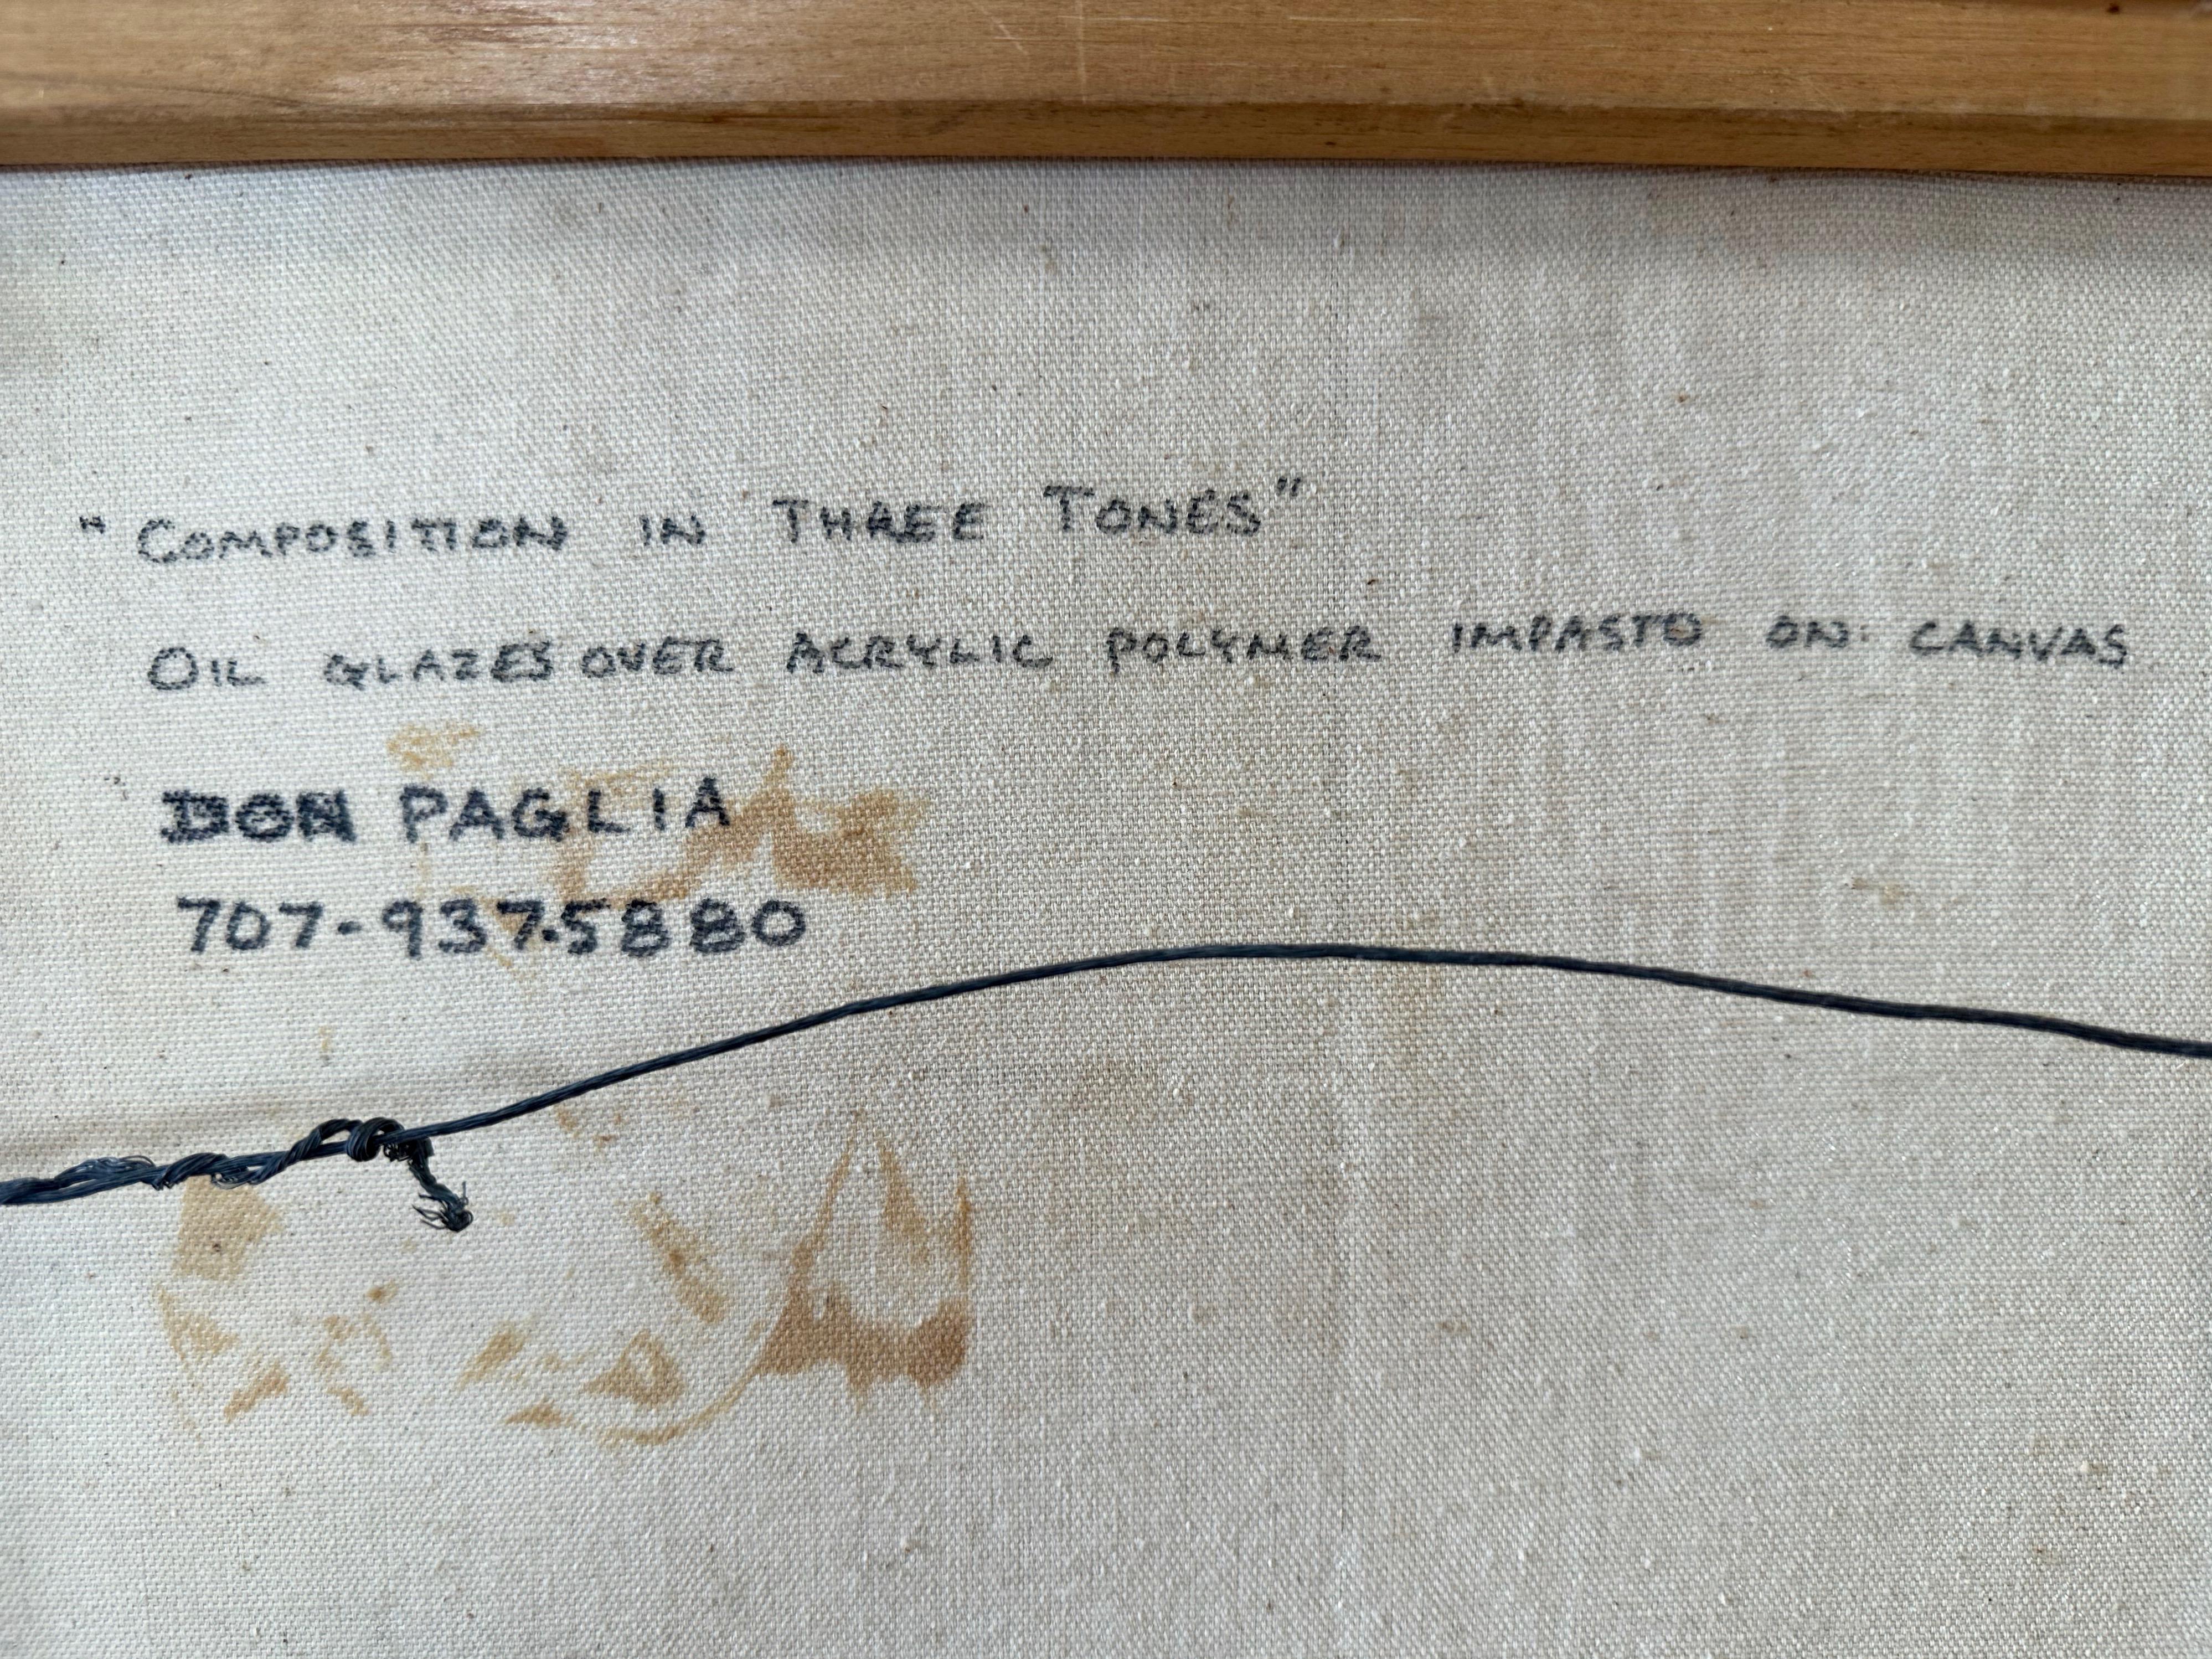 "COMPOSITION IN THREE TONES"
OIL GLAZES OVER ACRYLIC POLYMER IMPASTO ON CANVAS
DON PAGLIA
707-937-5880